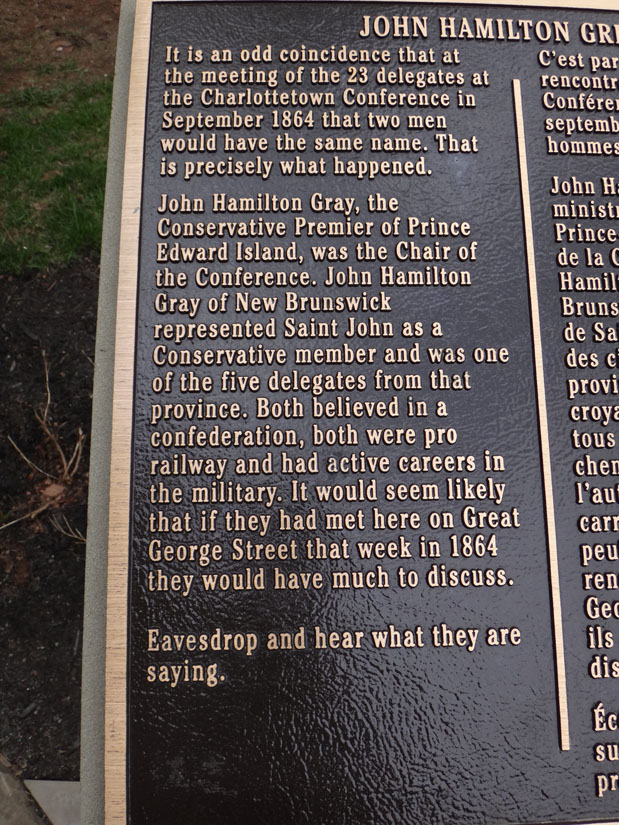 JOHN HAMILTON GR
It is an odd coincidence that at
the meeting of the 23 delegates at
the Charlottetown Conference in
September 1864 that two men
would have the same name. That
is precisely what happened.
John Hamilton Gray, the
Conservative Premier of Prince
Edward Island, was the Chair of
the Conference. John Hamilton
Gray of New Brunswick
represented Saint John as a
Conservative member and was one
of the five delegates from that
province. Both believed in a
confederation, both were pro
railway and had active careers in
the military. It would seem likely
that if they had met here on Great
George Street that week in 1864
they would have much to discuss.
Eavesdrop and hear what they are
saying.
C'est par
rencontr
Conféren
septemb
hommes
John Ha
ministr
Prince
de la C
Hamil
Bruns
de Sa
des c
provi
croya
tous
chem
l'au
carr
peu
ren
Geo
ils
dis
Éc
su
pr